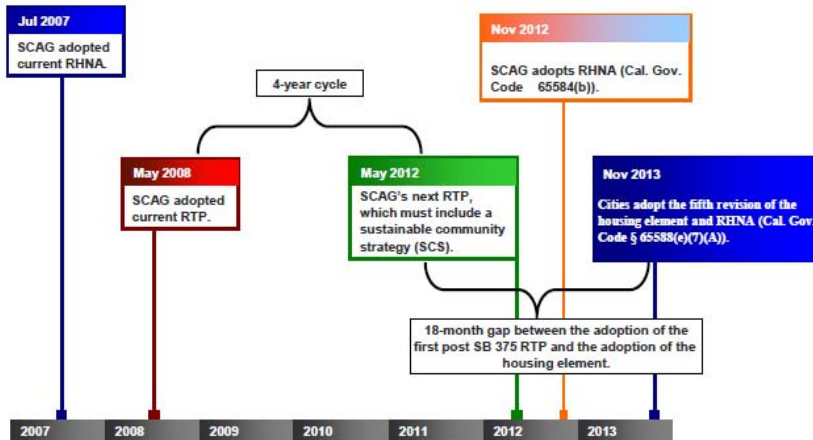 Jul 2007
SCAG adopted
current RHNA.
4-year cycle
Nov 2012
SCAG adopts RHNA (Cal. Gov.
Code 65584(b)).
May 2008
SCAG adopted
current RTP.
May 2012
SCAG's next RTP,
which must include a
sustainable community
strategy (SCS).
Nov 2013
Cities adopt the fifth revision of the
housing element and RHNA (Cal. Gov.
Code § 65588(e)(7)(A)).
18-month gap between the adoption of the
first post SB 375 RTP and the adoption of the
housing element.
2007 2008 2009 2010 2011 2012 2013